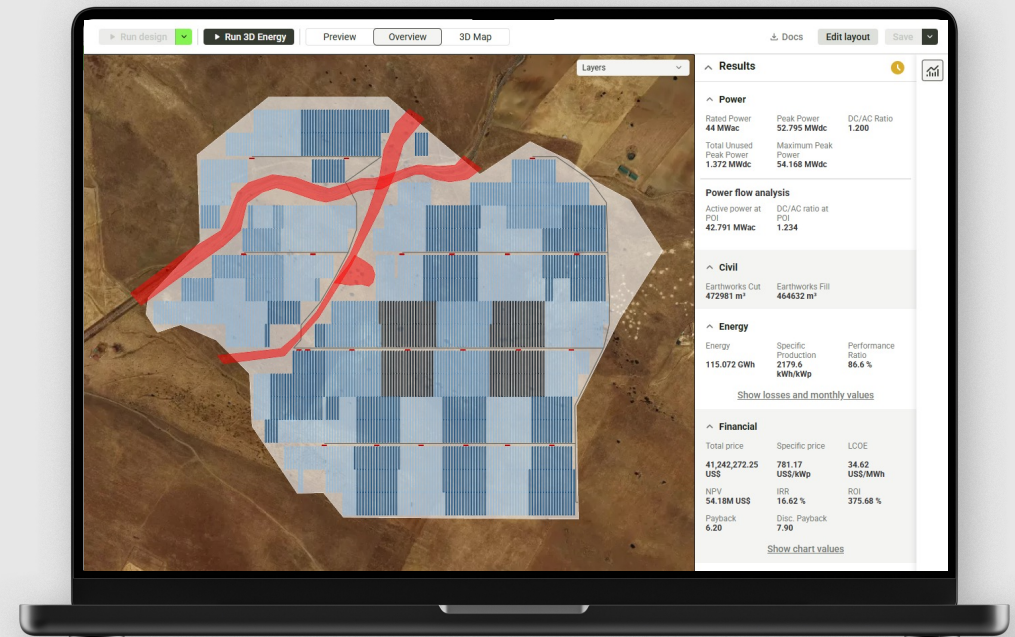 Run design
Run 3D Energy
Preview
Overview
3D Map
Docs
Edit layout
Save
Layers
Results
Power
Rated Power
44 MWac
Peak Power
52.795 MWdc
DC/AC Ratio
1.200
Total Unused
Peak Power
1.372 MWdc
Maximum Peak
Power
54.168 MWdc
Power flow analysis
Active power at
POI
42.791 MWac
DC/AC ratio at
POI
1.234
Civil
Earthworks Cut
472981 m³
Earthworks Fill
464632 m³
Energy
Energy
115.072 GWh
Specific
Production
2179.6
kWh/kWp
Performance
Ratio
86.6 %
Show losses and monthly values
Financial
Total price
41,242,272.25
US$
Specific price
781.17
US$/kWp
LCOE
34.62
US$/MWh
NPV
54.18M US$
IRR
16.62 %
ROI
375.68 %
Payback
6.20
Disc. Payback
7.90
Show chart values